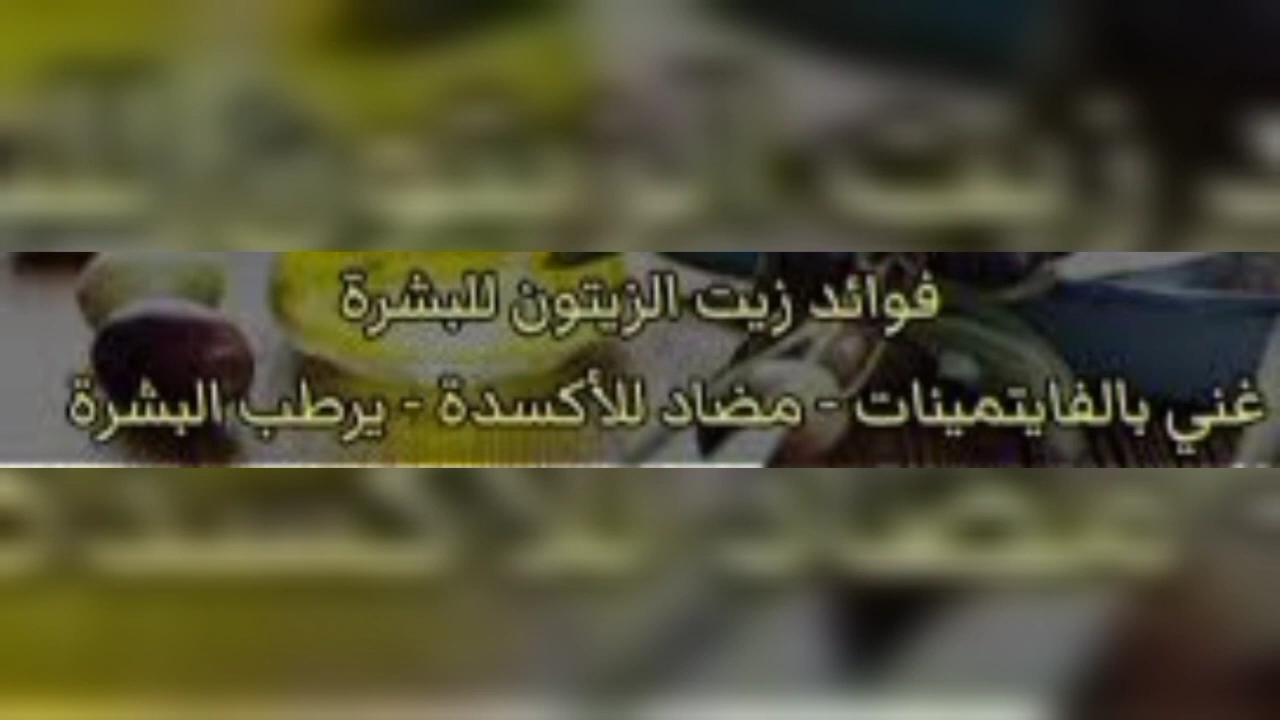 فوائد زيت الزيتون للبشرة
غني بالفايتمينات - مضاد للأكسدة - يرطب البشرة